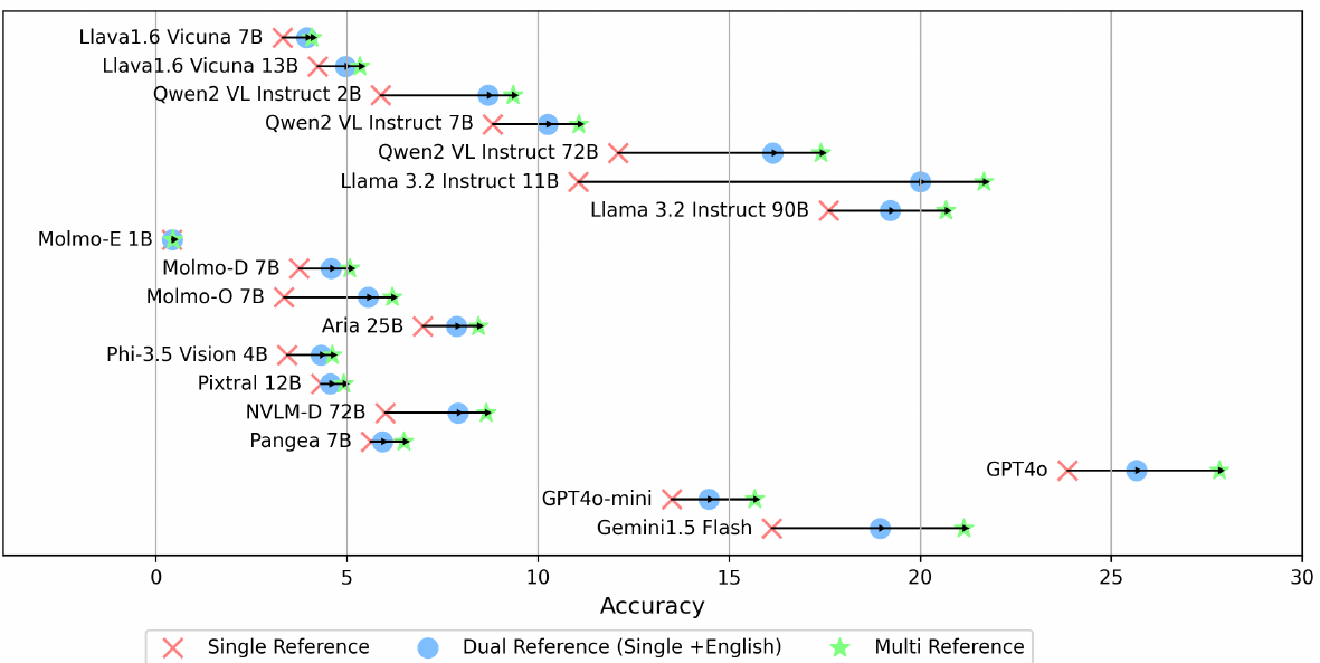 Llava1.6 Vicuna 7B
Llava1.6 Vicuna 13B
Qwen2 VL Instruct 2B
Qwen2 VL Instruct 7B
Qwen2 VL Instruct 72B
Llama 3.2 Instruct 11B
Llama 3.2 Instruct 90B
Molmo-E 1B
Molmo-D 7B
Molmo-O 7B
Aria 25B
Phi-3.5 Vision 4B
Pixtral 12B
NVLM-D 72B
Pangea 7B
GPT4o
GPT4o-mini
Gemini1.5 Flash
0 5 10 15 20 25 30
Accuracy
Single Reference Dual Reference (Single +English) Multi Reference